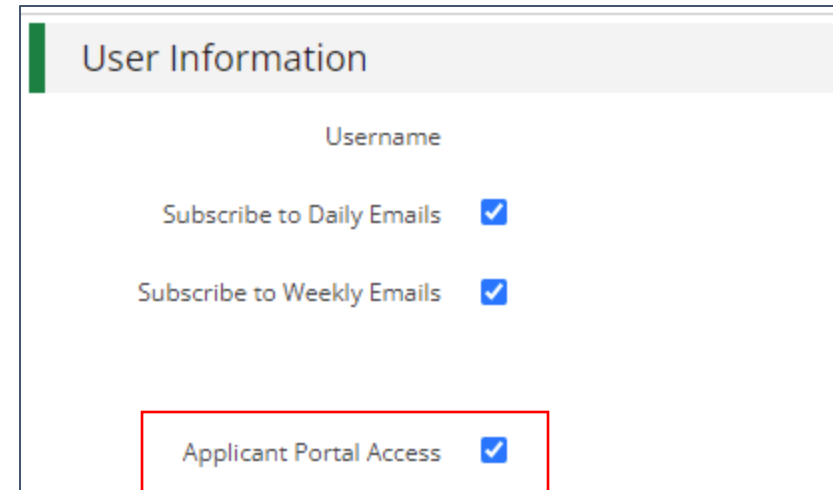 User Information
Username
Subscribe to Daily Emails
Subscribe to Weekly Emails
Applicant Portal Access